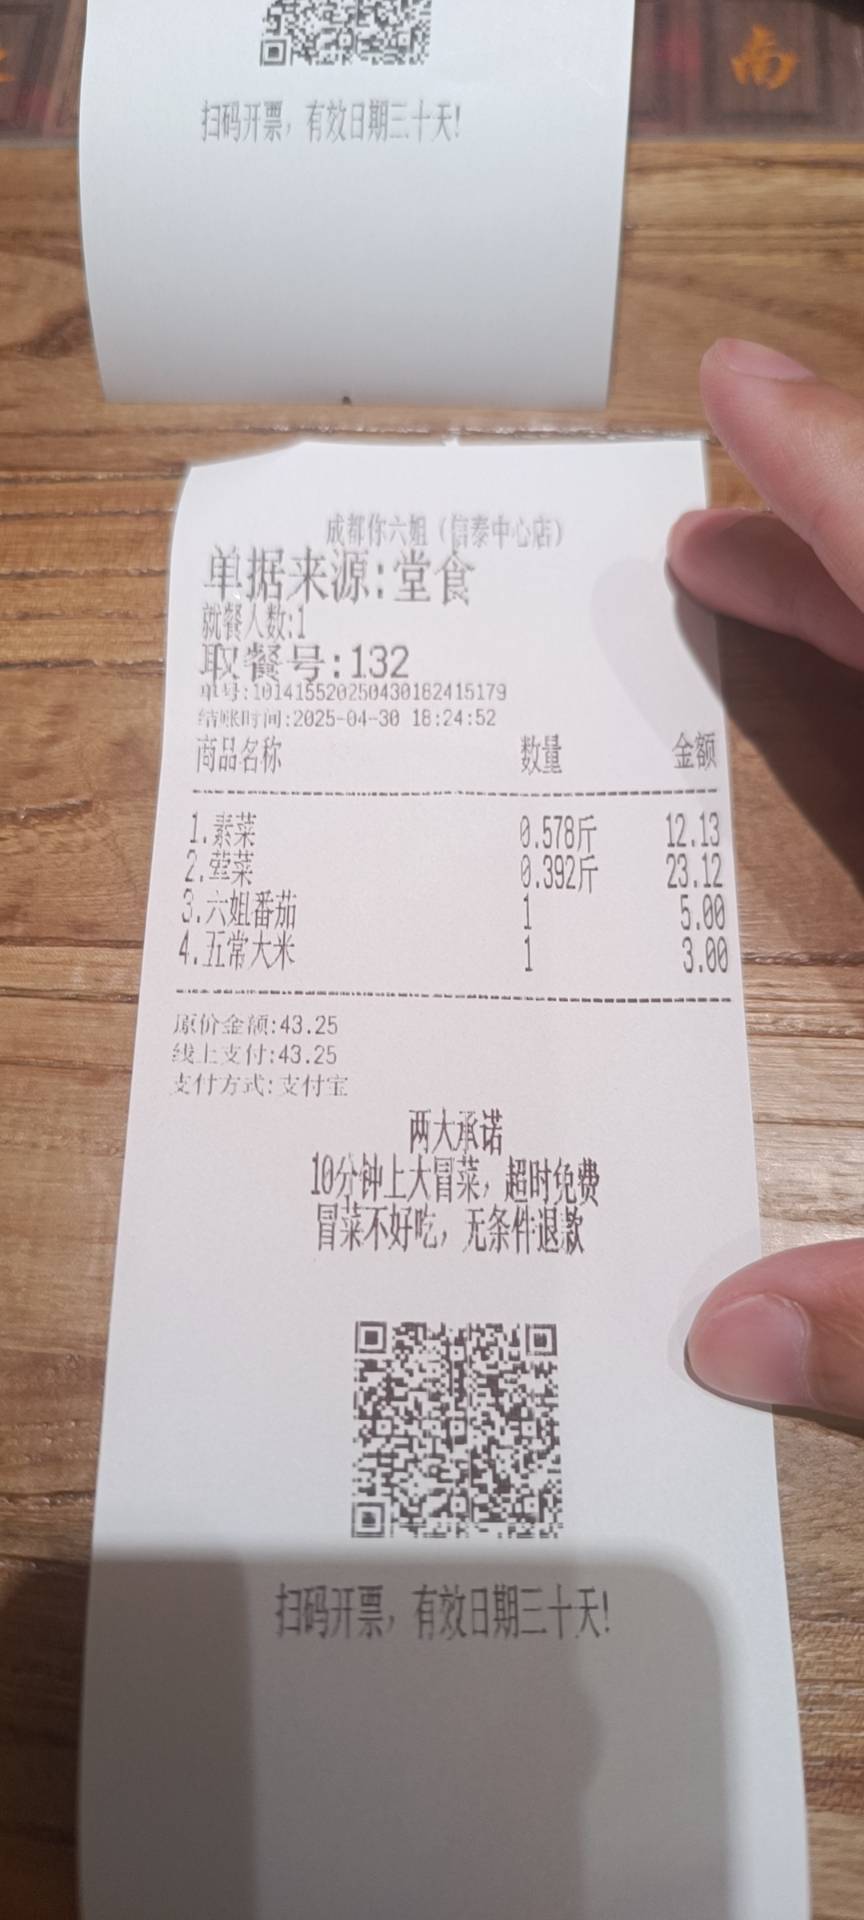 南
扫码开票，有效日期三十天!
成都你六姐（信泰中心店）
单据来源:堂食
就餐人数:1
取餐号:132
单号:10141552025043018241517​9
结账时间:2025-04-30 18:24:52
商品名称 数量 金额
1.素菜 0.578斤 12.13
2.荤菜 0.392斤 23.12
3.六姐番茄 1 5.00
4.五常大米 1 3.00
原价金额:43.25
线上支付:43.25
支付方式:支付宝
两大承诺
10分钟上大冒菜，超时免费
冒菜不好吃，无条件退款
扫码开票，有效日期三十天!